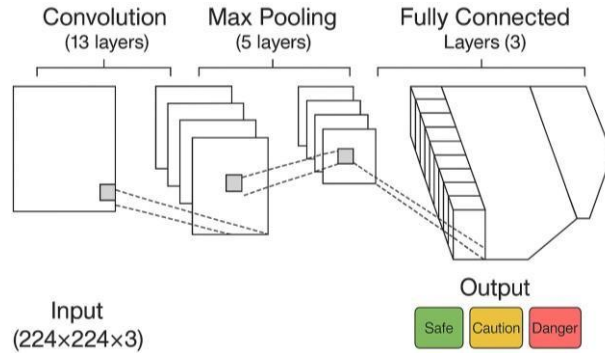 Convolution
(13 layers)
Max Pooling
(5 layers)
Fully Connected
Layers (3)
Input
(224×224×3)
Output
Safe
Caution
Danger